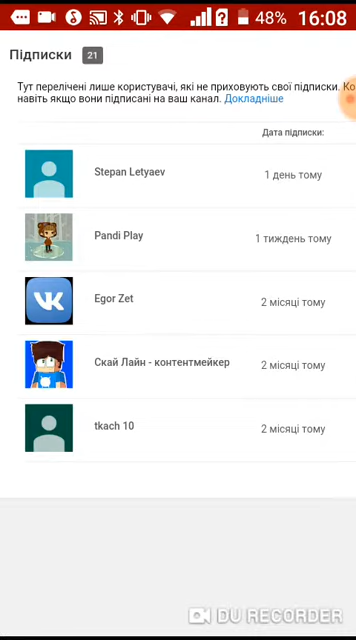 48% 16:08
Підписки 21
Тут перелічені лише користувачі, які не приховують свої підписки. Ко
навіть якщо вони підписані на ваш канал. Докладніше
Дата підписки:
Stepan Letyaev 1 день тому
Pandi Play 1 тиждень тому
Egor Zet 2 місяці тому
Скай Лайн - контентмейкер 2 місяці тому
tkach 10 2 місяці тому
DU RECORDER